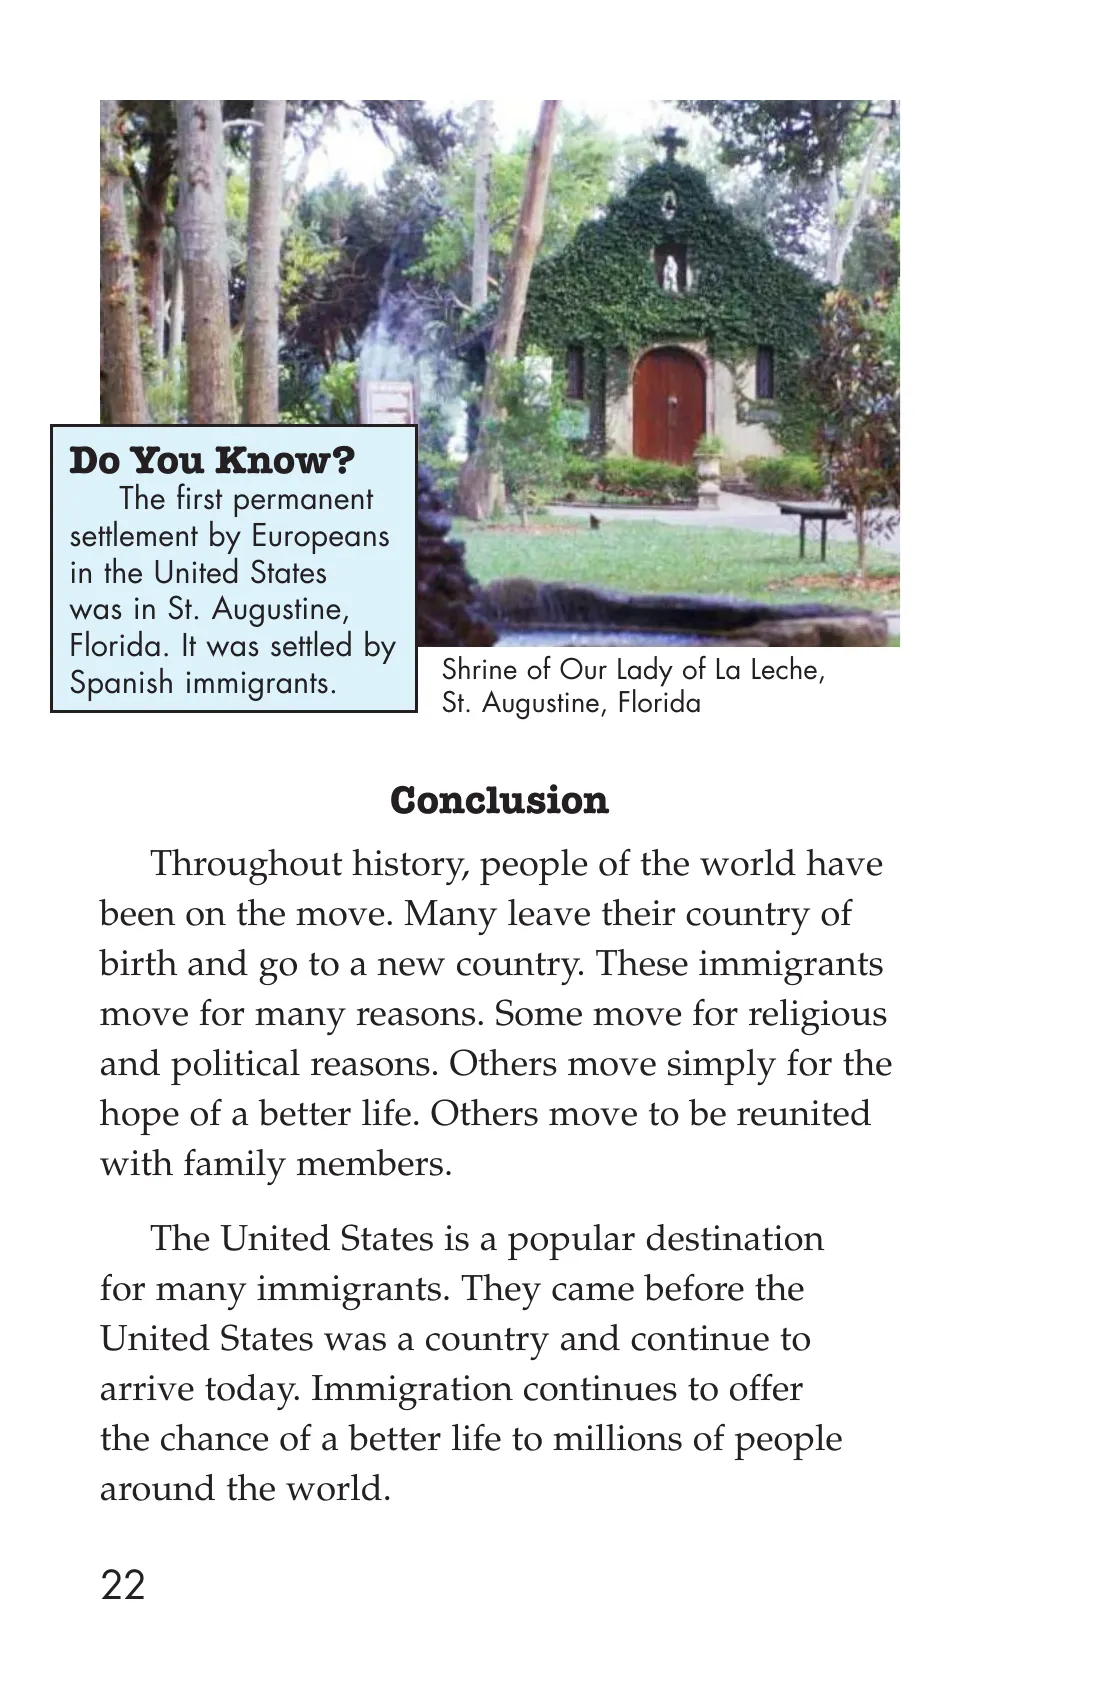 Do You Know?
The first permanent
settlement by Europeans
in the United States
was in St. Augustine,
Florida. It was settled by
Spanish immigrants.
Shrine of Our Lady of La Leche,
St. Augustine, Florida
Conclusion
Throughout history, people of the world have
been on the move. Many leave their country of
birth and go to a new country. These immigrants
move for many reasons. Some move for religious
and political reasons. Others move simply for the
hope of a better life. Others move to be reunited
with family members.
The United States is a popular destination
for many immigrants. They came before the
United States was a country and continue to
arrive today. Immigration continues to offer
the chance of a better life to millions of people
around the world.
22